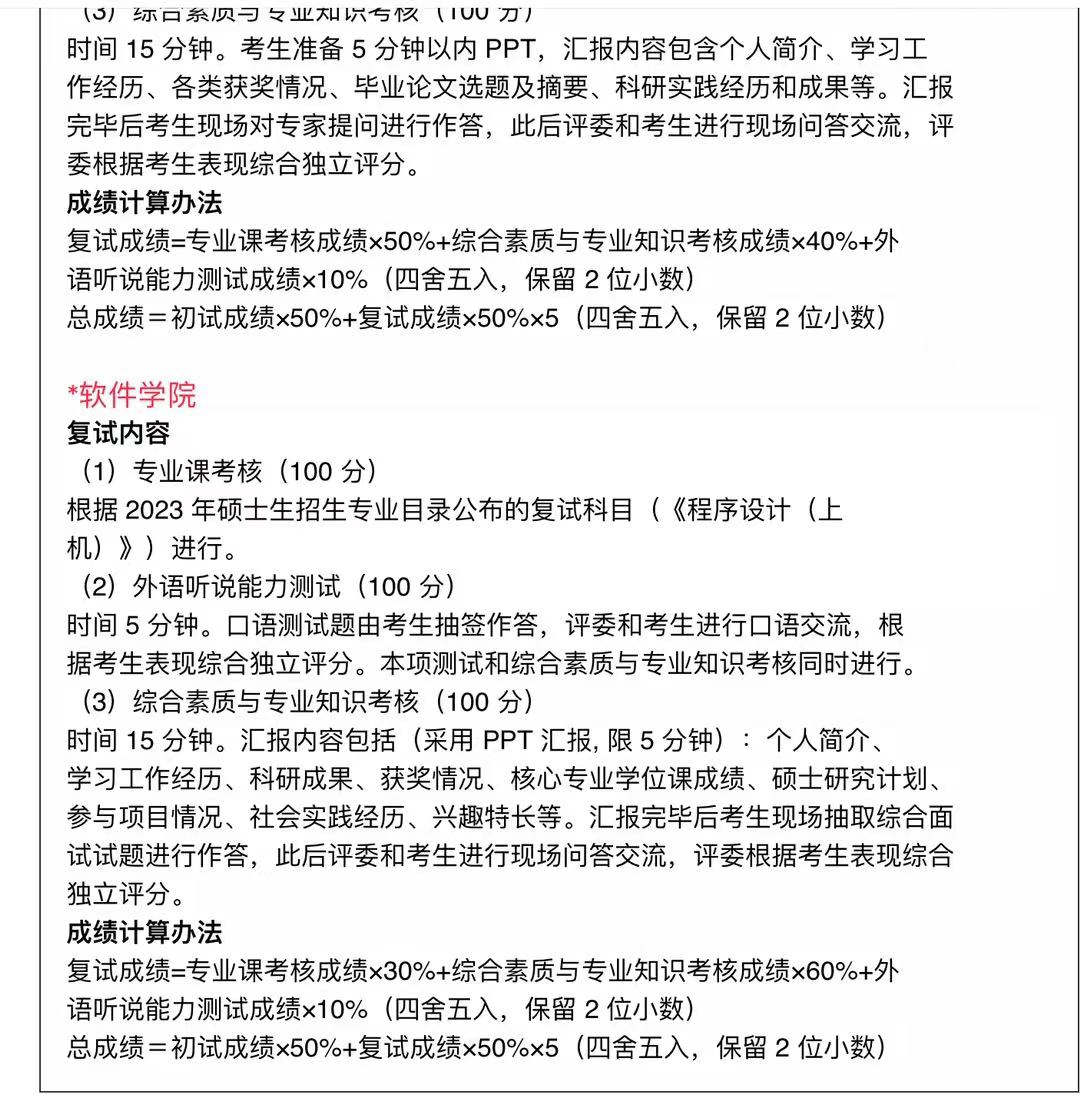 （3）综合素质与专业知识考核（100 分）
时间 15 分钟。考生准备 5 分钟以内 PPT，汇报内容包含个人简介、学习工
作经历、各类获奖情况、毕业论文选题及摘要、科研实践经历和成果等。汇报
完毕后考生现场对专家提问进行作答，此后评委和考生进行现场问答交流，评
委根据考生表现综合独立评分。
成绩计算办法
复试成绩=专业课考核成绩×50%+综合素质与专业知识考核成绩×40%+外
语听说能力测试成绩×10%（四舍五入，保留 2 位小数）
总成绩＝初试成绩×50%+复试成绩×50%×5（四舍五入，保留 2 位小数）
*软件学院
复试内容
（1）专业课考核（100 分）
根据 2023 年硕士生招生专业目录公布的复试科目（《程序设计（上
机）》）进行。
（2）外语听说能力测试（100 分）
时间 5 分钟。口语测试题由考生抽签作答，评委和考生进行口语交流，根
据考生表现综合独立评分。本项测试和综合素质与专业知识考核同时进行。
（3）综合素质与专业知识考核（100 分）
时间 15 分钟。汇报内容包括（采用 PPT 汇报, 限 5 分钟）：个人简介、
学习工作经历、科研成果、获奖情况、核心专业学位课成绩、硕士研究计划、
参与项目情况、社会实践经历、兴趣特长等。汇报完毕后考生现场抽取综合面
试试题进行作答，此后评委和考生进行现场问答交流，评委根据考生表现综合
独立评分。
成绩计算办法
复试成绩=专业课考核成绩×30%+综合素质与专业知识考核成绩×60%+外
语听说能力测试成绩×10%（四舍五入，保留 2 位小数）
总成绩＝初试成绩×50%+复试成绩×50%×5（四舍五入，保留 2 位小数）